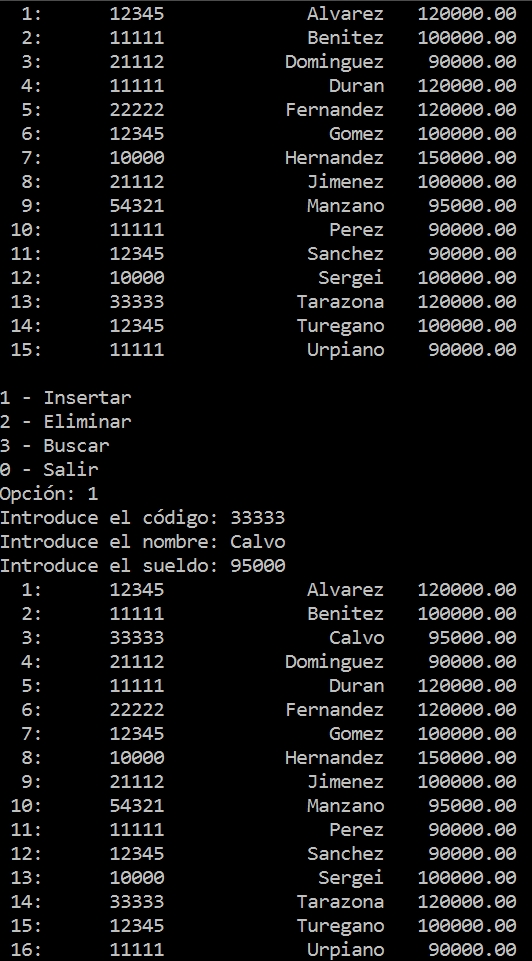 1: 12345 Alvarez 120000.00
2: 11111 Benitez 100000.00
3: 21112 Dominguez 90000.00
4: 11111 Duran 120000.00
5: 22222 Fernandez 120000.00
6: 12345 Gomez 100000.00
7: 10000 Hernandez 150000.00
8: 21112 Jimenez 100000.00
9: 54321 Manzano 95000.00
10: 11111 Perez 90000.00
11: 12345 Sanchez 90000.00
12: 10000 Sergei 100000.00
13: 33333 Tarazona 120000.00
14: 12345 Turegano 100000.00
15: 11111 Urpiano 90000.00
1 - Insertar
2 - Eliminar
3 - Buscar
0 - Salir
Opción: 1
Introduce el código: 33333
Introduce el nombre: Calvo
Introduce el sueldo: 95000
1: 12345 Alvarez 120000.00
2: 11111 Benitez 100000.00
3: 33333 Calvo 95000.00
4: 21112 Dominguez 90000.00
5: 11111 Duran 120000.00
6: 22222 Fernandez 120000.00
7: 12345 Gomez 100000.00
8: 10000 Hernandez 150000.00
9: 21112 Jimenez 100000.00
10: 54321 Manzano 95000.00
11: 11111 Perez 90000.00
12: 12345 Sanchez 90000.00
13: 10000 Sergei 100000.00
14: 33333 Tarazona 120000.00
15: 12345 Turegano 100000.00
16: 11111 Urpiano 90000.00